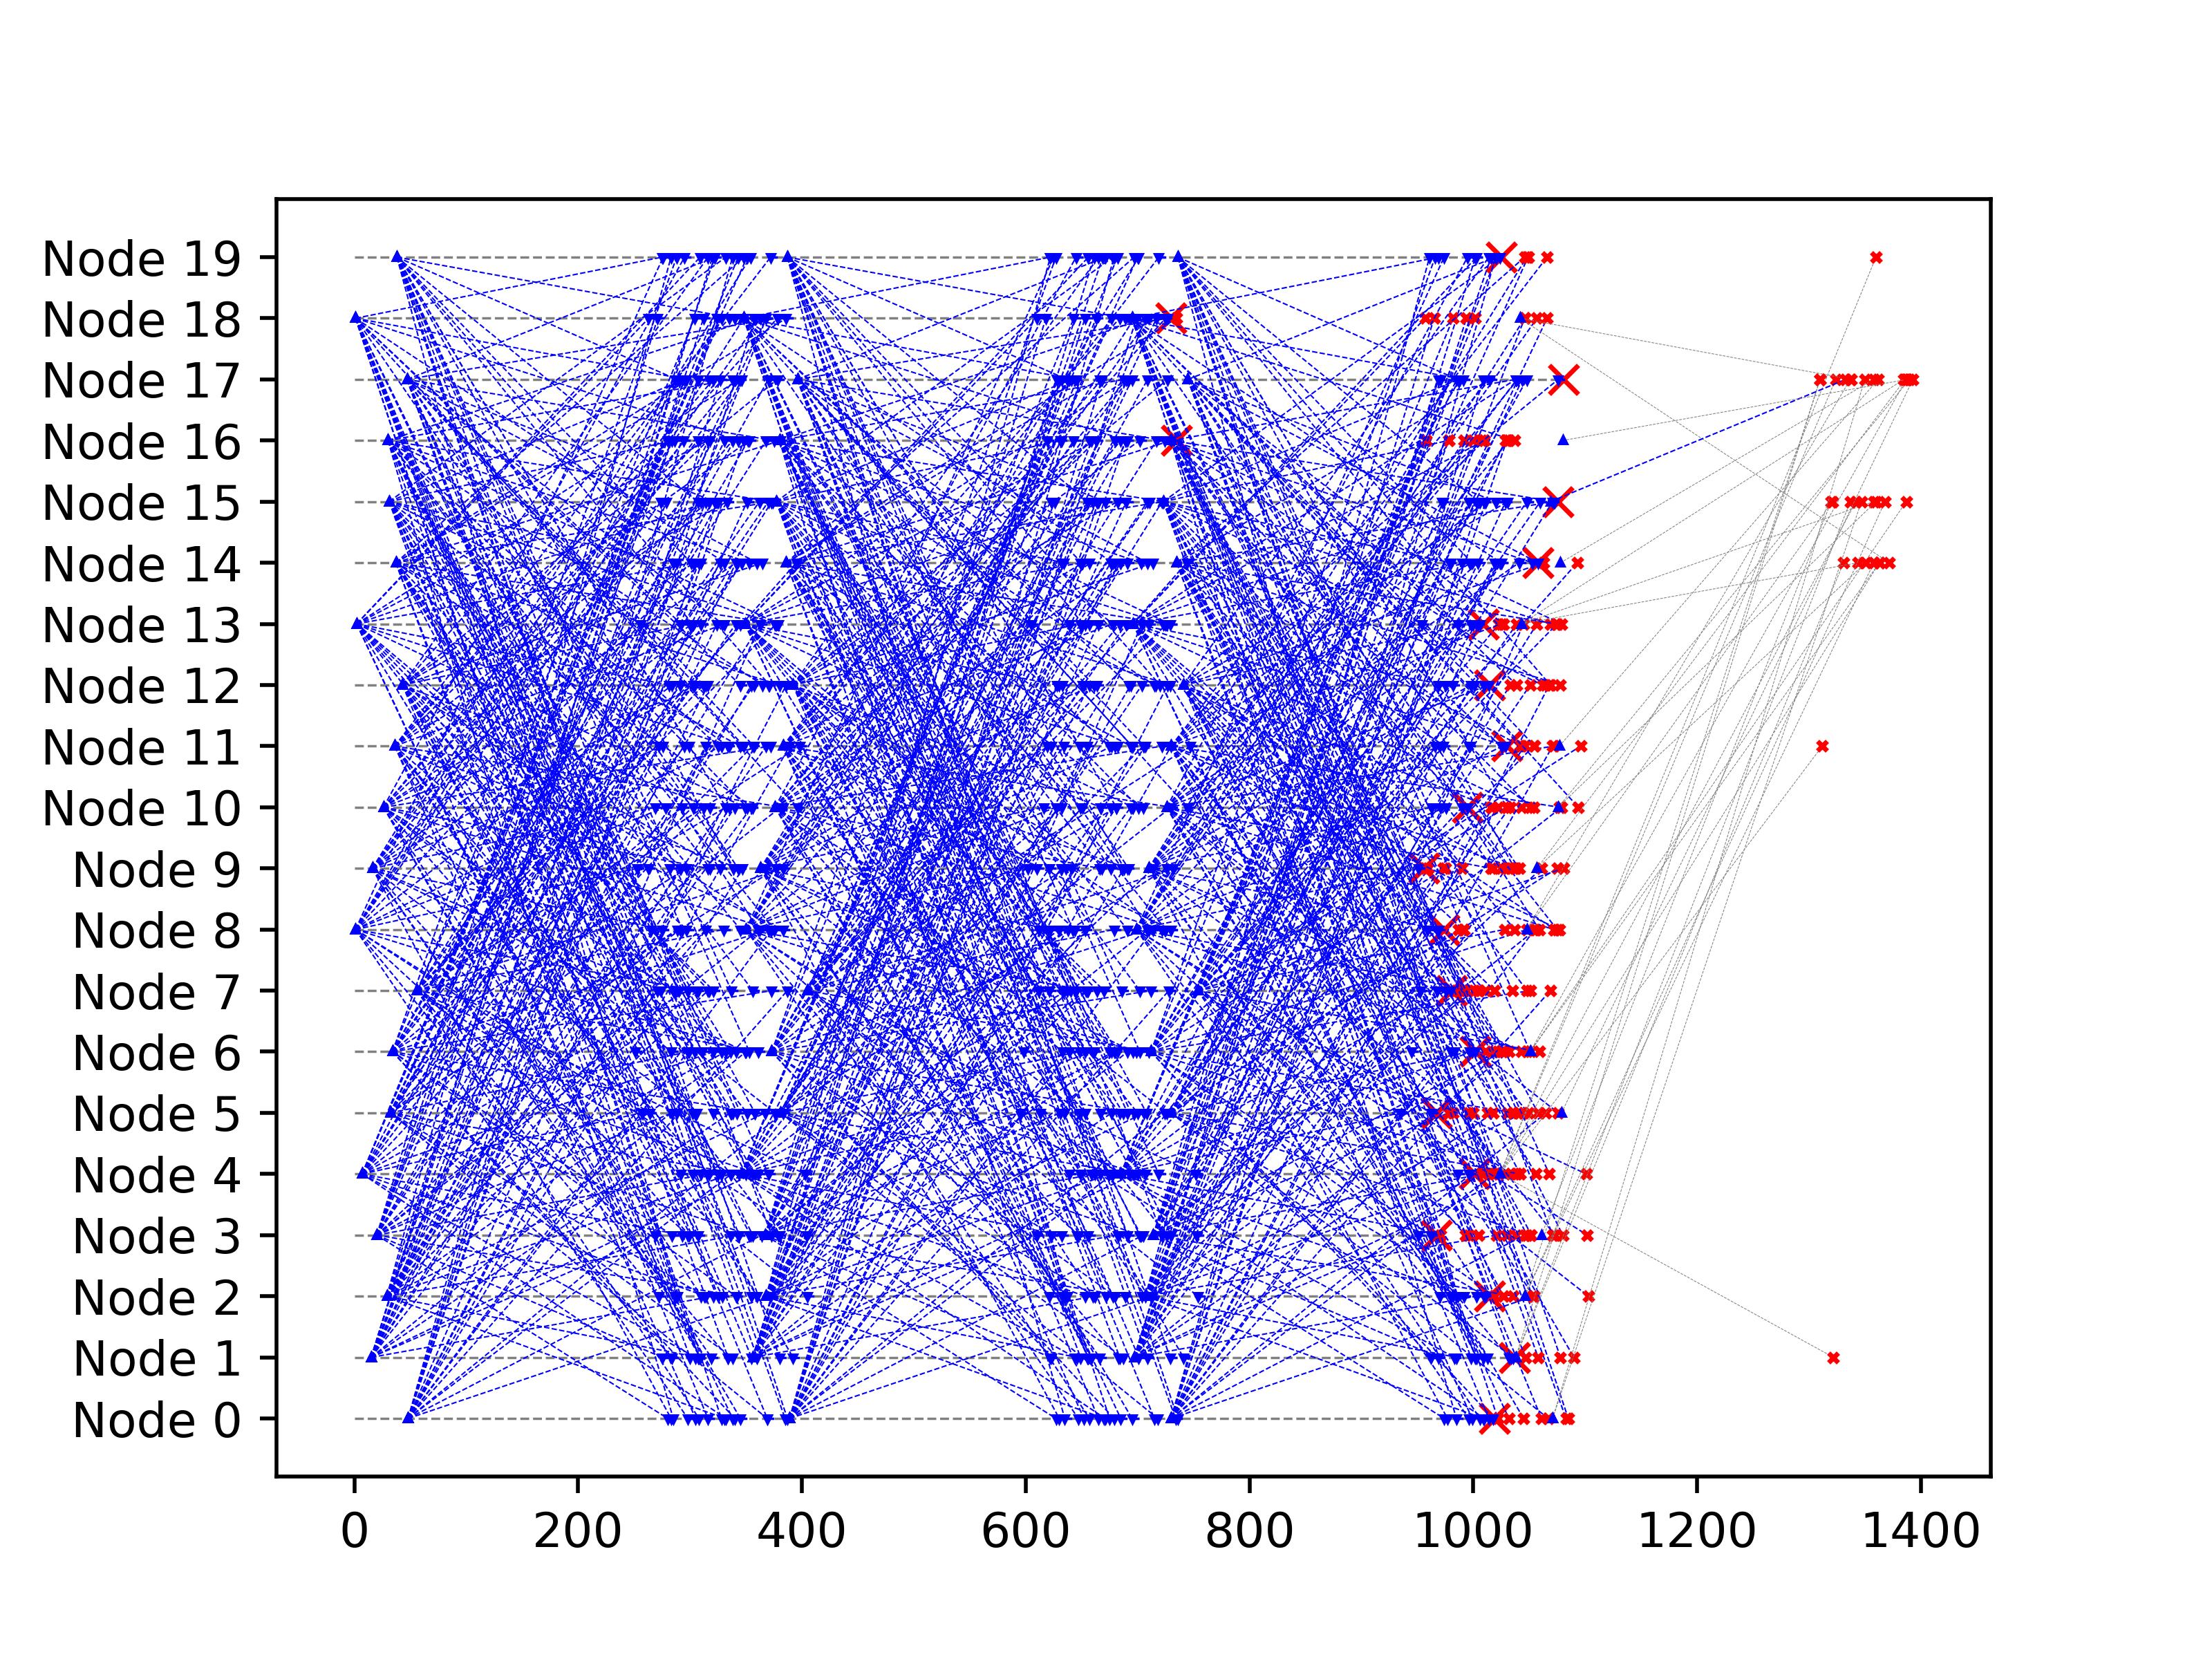 Node 19
Node 18
Node 17
Node 16
Node 15
Node 14
Node 13
Node 12
Node 11
Node 10
Node 9
Node 8
Node 7
Node 6
Node 5
Node 4
Node 3
Node 2
Node 1
Node 0
0 200 400 600 800 1000 1200 1400